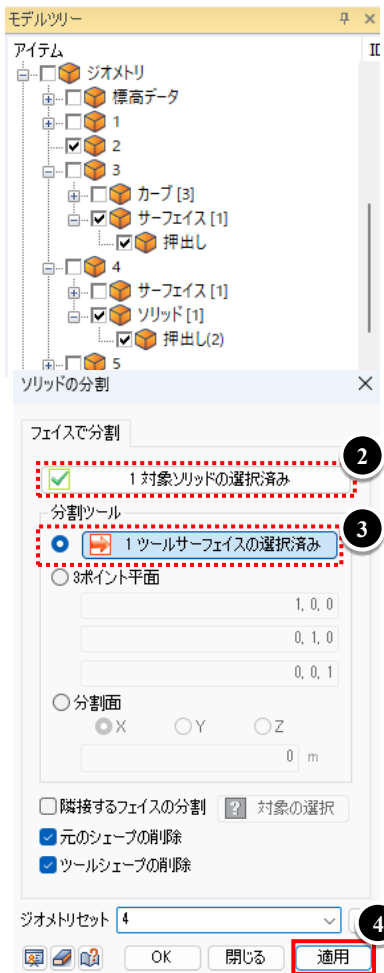 モデルツリー
アイテム
ジオメトリ
標高データ
1
2
3
カーブ [3]
サーフェイス [1]
押出し
4
サーフェイス [1]
ソリッド [1]
押出し(2)
5
ソリッドの分割
フェイスで分割
2
1 対象ソリッドの選択済み
分割ツール
3
1 ツールサーフェイスの選択済み
3ポイント平面
1, 0, 0
0, 1, 0
0, 0, 1
分割面
X Y Z
0 m
隣接するフェイスの分割 ? 対象の選択
元のシェープの削除
ツールシェープの削除
ジオメトリセット 4
4
OK 閉じる 適用